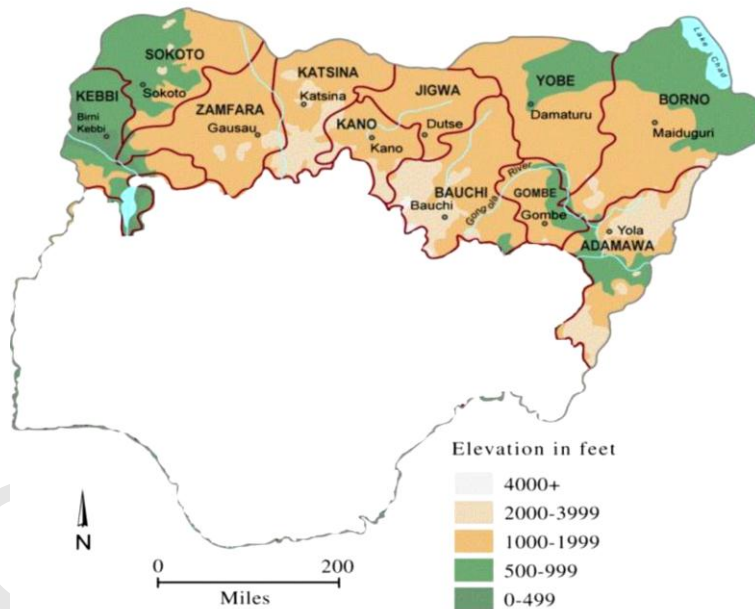 SOKOTO
KATSINA
KEBBI
Sokoto
Katsina
JIGWA
YOBE
BORNO
Lake Chad
ZAMFARA
Birni
Kebbi
Gausau
KANO
Kano
Dutse
Damaturu
Maiduguri
BAUCHI
Bauchi
Gongola River
GOMBE
Gombe
Yola
ADAMAWA
Elevation in feet
4000+
2000-3999
1000-1999
500-999
0-499
N
0 200
Miles